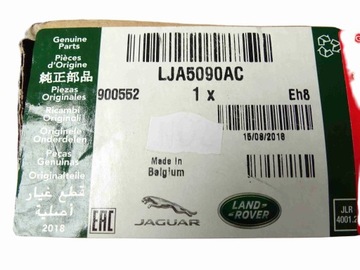 Genuine
Parts
Pièces
d'Origine
純正部品
Piezas
Originales
Ricambi
Originali
Originele
Onderdelen
Peças
Genuínas
Originalteile
قطع غيار
أصلية
2018
LJA5090AC
900552
1 x
Eh8
15/08/2018
Made in
Belgium
EAC
JAGUAR
LAND
ROVER
JLR